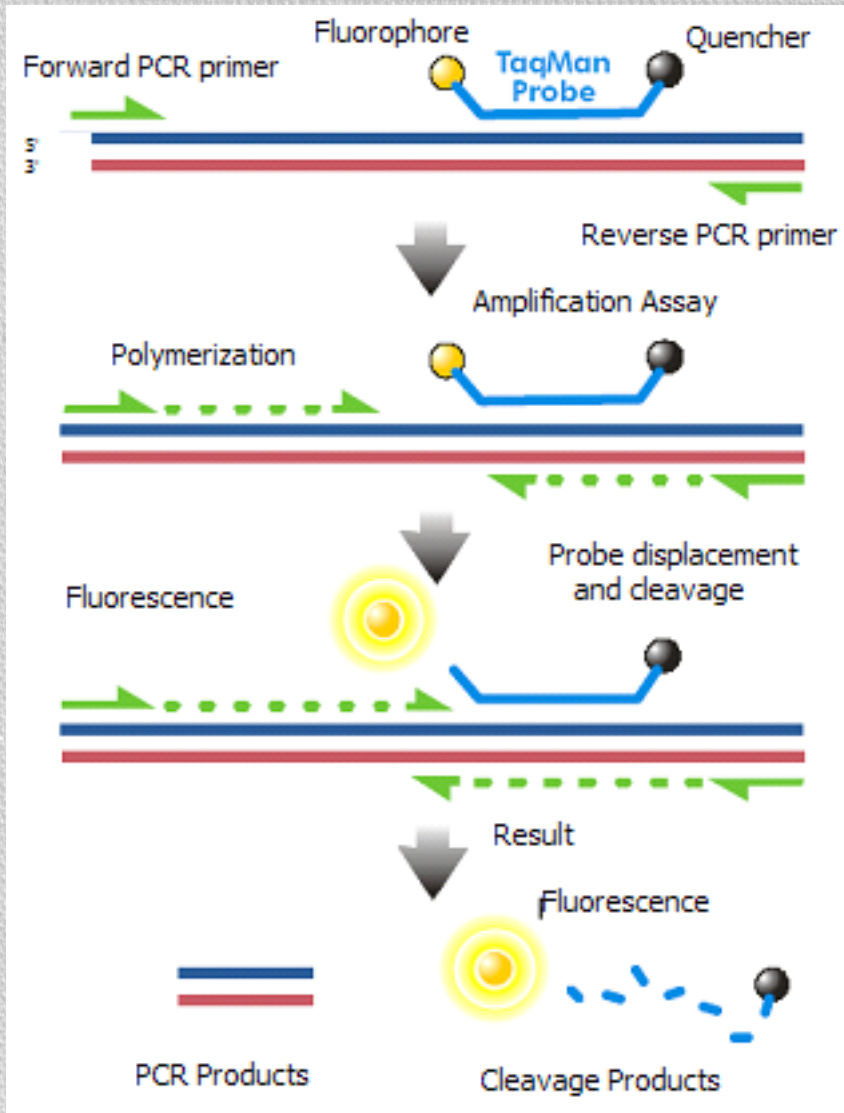 Fluorophore
Quencher
Forward PCR primer
TaqMan
Probe
5'
3'
Reverse PCR primer
Amplification Assay
Polymerization
Probe displacement
and cleavage
Fluorescence
Result
Fluorescence
PCR Products
Cleavage Products